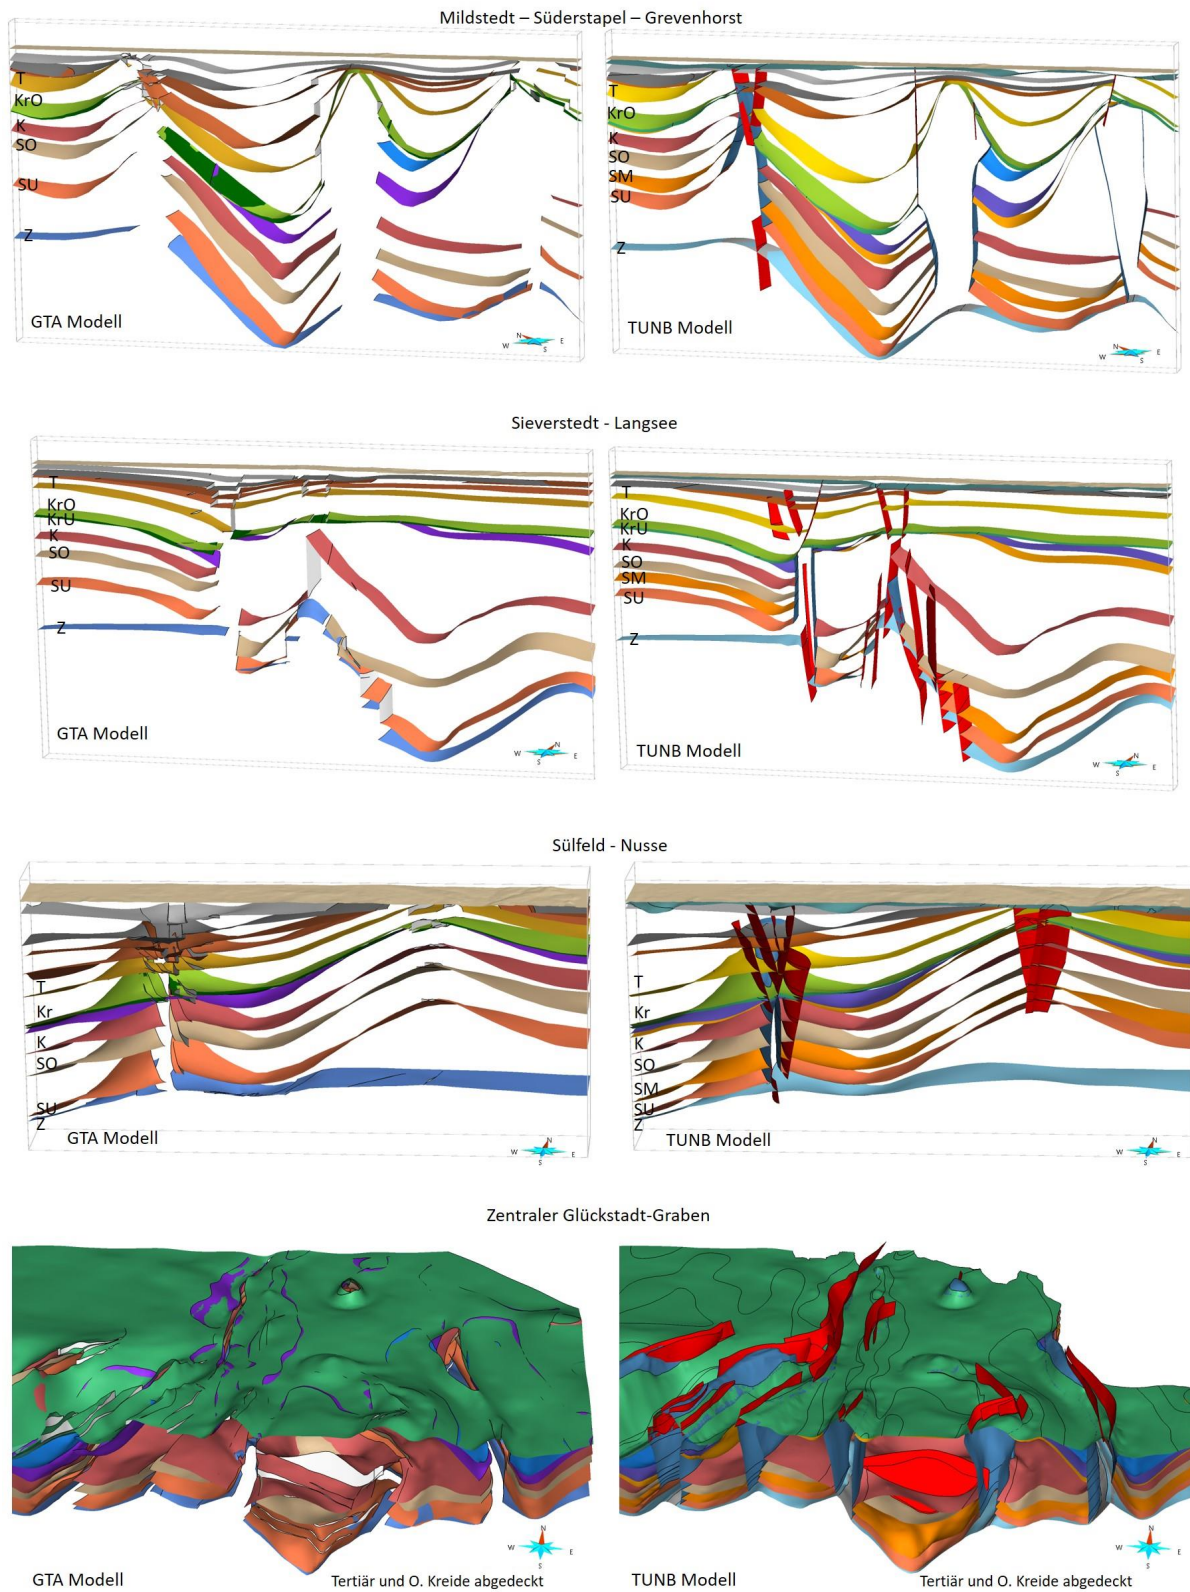 Mildstedt – Süderstapel – Grevenhorst
T
KrO
K
SO
SU
Z
GTA Modell
N
W
E
S
T
KrO
K
SO
SM
SU
Z
TUNB Modell
N
W
E
S
Sieverstedt - Langsee
T
KrO
KrU
K
SO
SU
Z
GTA Modell
N
W
E
S
T
KrO
KrU
K
SO
SM
SU
Z
TUNB Modell
N
W
E
S
Sülfeld - Nusse
T
Kr
K
SO
SU
Z
GTA Modell
N
W
E
S
T
Kr
K
SO
SM
SU
Z
TUNB Modell
N
W
E
S
Zentraler Glückstadt-Graben
N
W
E
S
GTA Modell
Tertiär und O. Kreide abgedeckt
N
W
E
S
TUNB Modell
Tertiär und O. Kreide abgedeckt